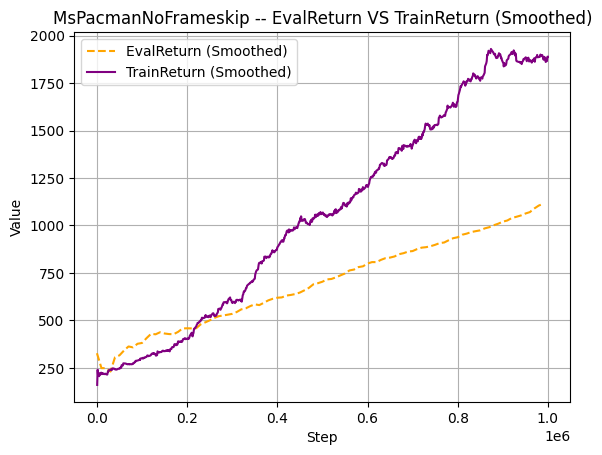 MsPacmanNoFrameskip -- EvalReturn VS TrainReturn (Smoothed)
EvalReturn (Smoothed)
TrainReturn (Smoothed)
2000
1750
1500
1250
1000
750
500
250
Value
0.0 0.2 0.4 0.6 0.8 1.0
1e6
Step